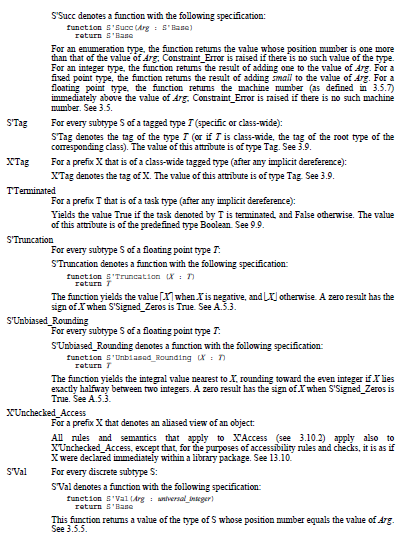 S'Succ denotes a function with the following specification:
function S'Succ(Arg : S'Base)
return S'Base
For an enumeration type, the function returns the value whose position number is one more
than that of the value of Arg; Constraint_Error is raised if there is no such value of the type.
For an integer type, the function returns the result of adding one to the value of Arg. For a
fixed point type, the function returns the result of adding small to the value of Arg. For a
floating point type, the function returns the machine number (as defined in 3.5.7)
immediately above the value of Arg; Constraint_Error is raised if there is no such machine
number. See 3.5.
S'Tag For every subtype S of a tagged type T (specific or class-wide):
S'Tag denotes the tag of the type T (or if T is class-wide, the tag of the root type of the
corresponding class). The value of this attribute is of type Tag. See 3.9.
X'Tag For a prefix X that is of a class-wide tagged type (after any implicit dereference):
X'Tag denotes the tag of X. The value of this attribute is of type Tag. See 3.9.
T'Terminated
For a prefix T that is of a task type (after any implicit dereference):
Yields the value True if the task denoted by T is terminated, and False otherwise. The value
of this attribute is of the predefined type Boolean. See 9.9.
S'Truncation
For every subtype S of a floating point type T:
S'Truncation denotes a function with the following specification:
function S'Truncation (X : T)
return T
The function yields the value ⌈X⌉ when X is negative, and ⌊X⌋ otherwise. A zero result has the
sign of X when S'Signed_Zeros is True. See A.5.3.
S'Unbiased_Rounding
For every subtype S of a floating point type T:
S'Unbiased_Rounding denotes a function with the following specification:
function S'Unbiased_Rounding (X : T)
return T
The function yields the integral value nearest to X, rounding toward the even integer if X lies
exactly halfway between two integers. A zero result has the sign of X when S'Signed_Zeros is
True. See A.5.3.
X'Unchecked_Access
For a prefix X that denotes an aliased view of an object:
All rules and semantics that apply to X'Access (see 3.10.2) apply also to
X'Unchecked_Access, except that, for the purposes of accessibility rules and checks, it is as if
X were declared immediately within a library package. See 13.10.
S'Val For every discrete subtype S:
S'Val denotes a function with the following specification:
function S'Val(Arg : universal_integer)
return S'Base
This function returns a value of the type of S whose position number equals the value of Arg.
See 3.5.5.